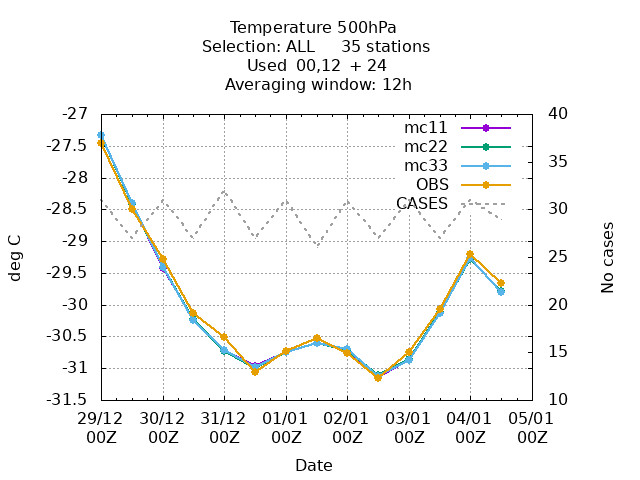 Temperature 500hPa
Selection: ALL 35 stations
Used 00,12 + 24
Averaging window: 12h
-27 40
mc11
-27.5 mc22
35
-28 mc33
OBS
-28.5 CASES 30
-29
25
-29.5
-30 20
-30.5
15
-31
-31.5 10
deg C
No cases
29/12 30/12 31/12 01/01 02/01 03/01 04/01 05/01
00Z 00Z 00Z 00Z 00Z 00Z 00Z 00Z
Date